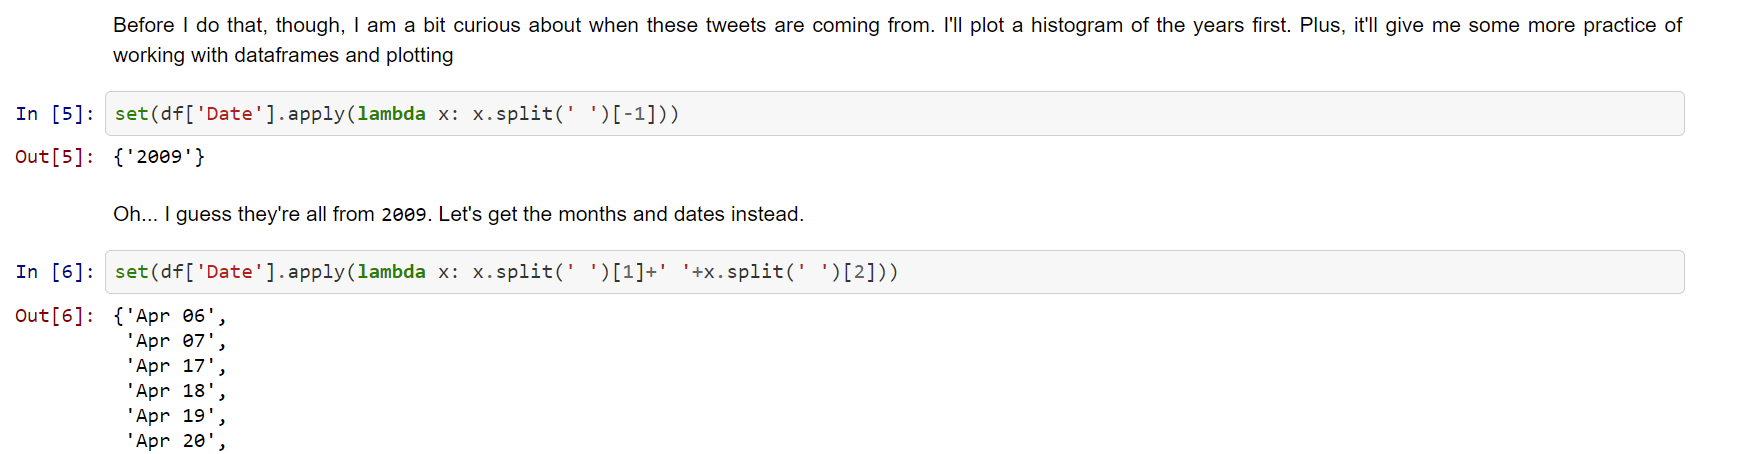 Before I do that, though, I am a bit curious about when these tweets are coming from. I'll plot a histogram of the years first. Plus, it'll give me some more practice of
working with dataframes and plotting
In [5]: set(df['Date'].apply(lambda x: x.split(' ')[-1]))
Out[5]: {'2009'}
Oh... I guess they're all from 2009. Let's get the months and dates instead.
In [6]: set(df['Date'].apply(lambda x: x.split(' ')[1]+' '+x.split(' ')[2]))
Out[6]: {'Apr 06',
'Apr 07',
'Apr 17',
'Apr 18',
'Apr 19',
'Apr 20',